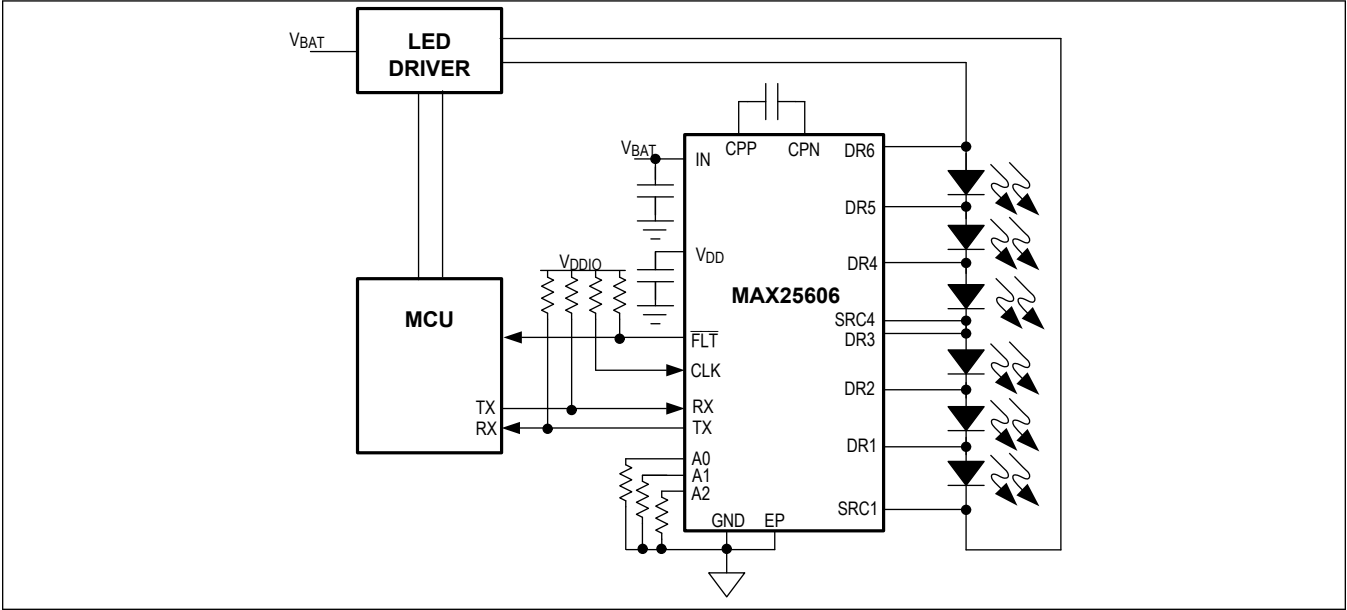 VBAT
LED
DRIVER
CPP
CPN
DR6
VBAT
IN
DR5
VDD
DR4
VDDIO
MAX25606
MCU
SRC4
DR3
FLT
CLK
DR2
TX
RX
RX
TX
DR1
A0
A1
A2
SRC1
GND
EP